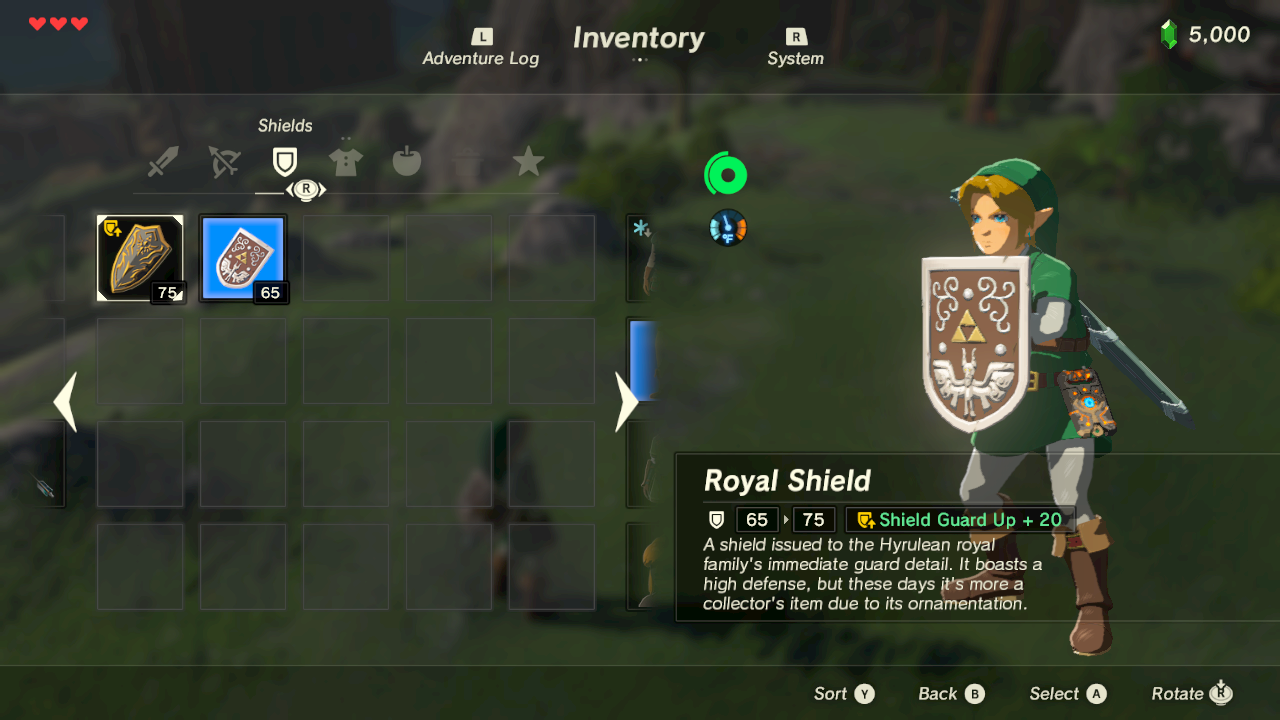 L
Inventory
R
5,000
Adventure Log
System
Shields
R
75
65
°F
Royal Shield
65 75 Shield Guard Up + 20
A shield issued to the Hyrulean royal
family's immediate guard detail. It boasts a
high defense, but these days it's more a
collector's item due to its ornamentation.
Sort Y Back B Select A Rotate R